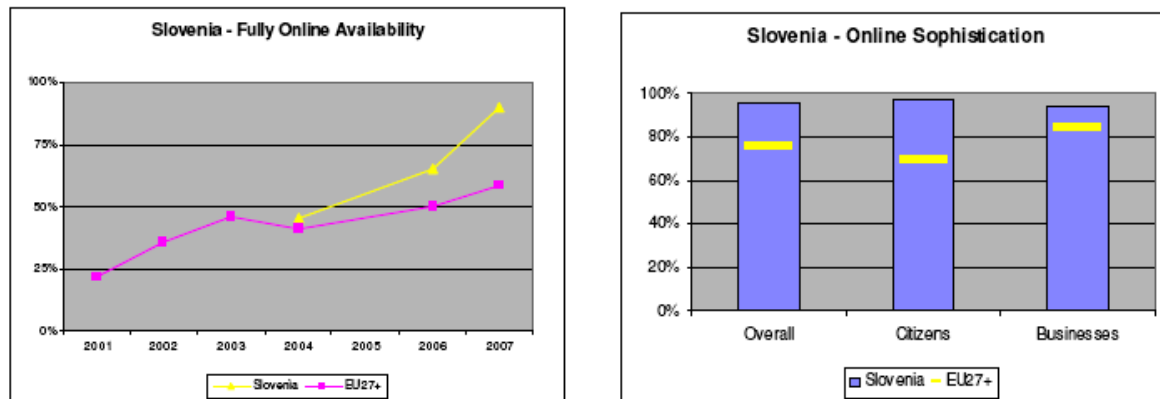 Slovenia - Fully Online Availability
100%
75%
50%
25%
0%
2001 2002 2003 2004 2005 2006 2007
Slovenia EU27+
Slovenia - Online Sophistication
100%
80%
60%
40%
20%
0%
Overall Citizens Businesses
Slovenia EU27+